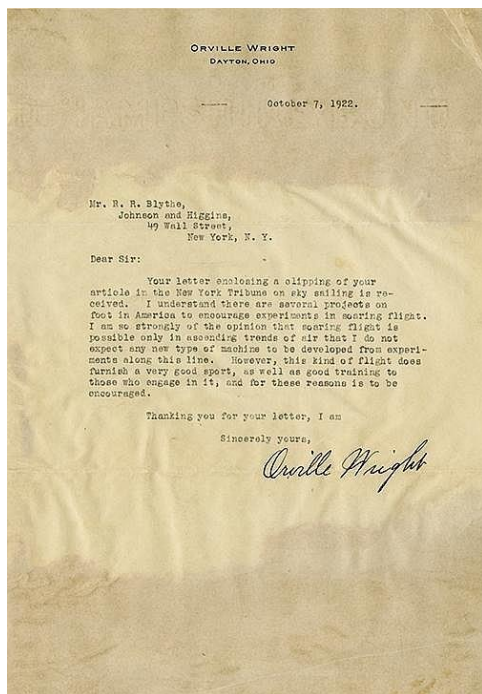 ORVILLE WRIGHT
DAYTON, OHIO
October 7, 1922.
Mr. R. R. Blythe,
Johnson and Higgins,
49 Wall Street,
New York, N. Y.
Dear Sir:
Your letter enclosing a clipping of your
article in the New York Tribune on sky sailing is re-
ceived. I understand there are several projects on
foot in America to encourage experiments in soaring flight.
I am so strongly of the opinion that soaring flight is
possible only in ascending trends of air that I do not
expect any new type of machine to be developed from experi-
ments along this line. However, this kind of flight does
furnish a very good sport, as well as good training to
those who engage in it, and for these reasons is to be
encouraged.
Thanking you for your letter, I am
Sincerely yours,
Orville Wright